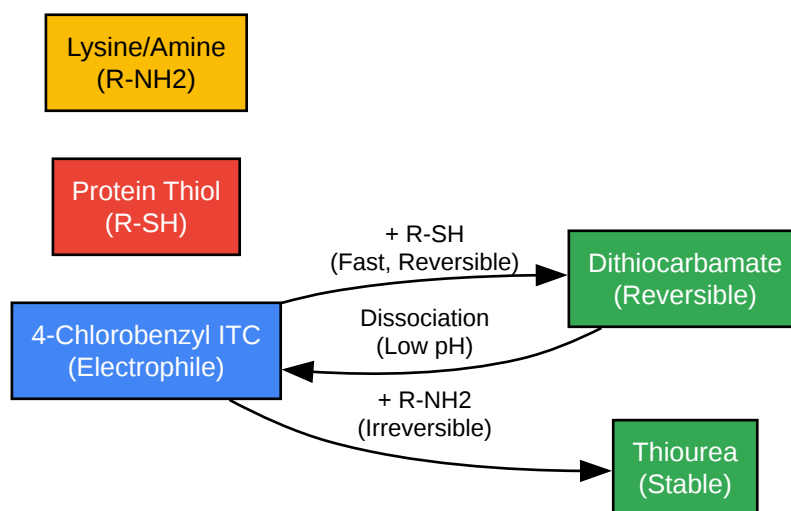 Lysine/Amine
(R-NH2)
Protein Thiol
(R-SH)
+ R-SH
(Fast, Reversible)
Dithiocarbamate
(Reversible)
4-Chlorobenzyl ITC
(Electrophile)
Dissociation
(Low pH)
+ R-NH2
(Irreversible)
Thiourea
(Stable)